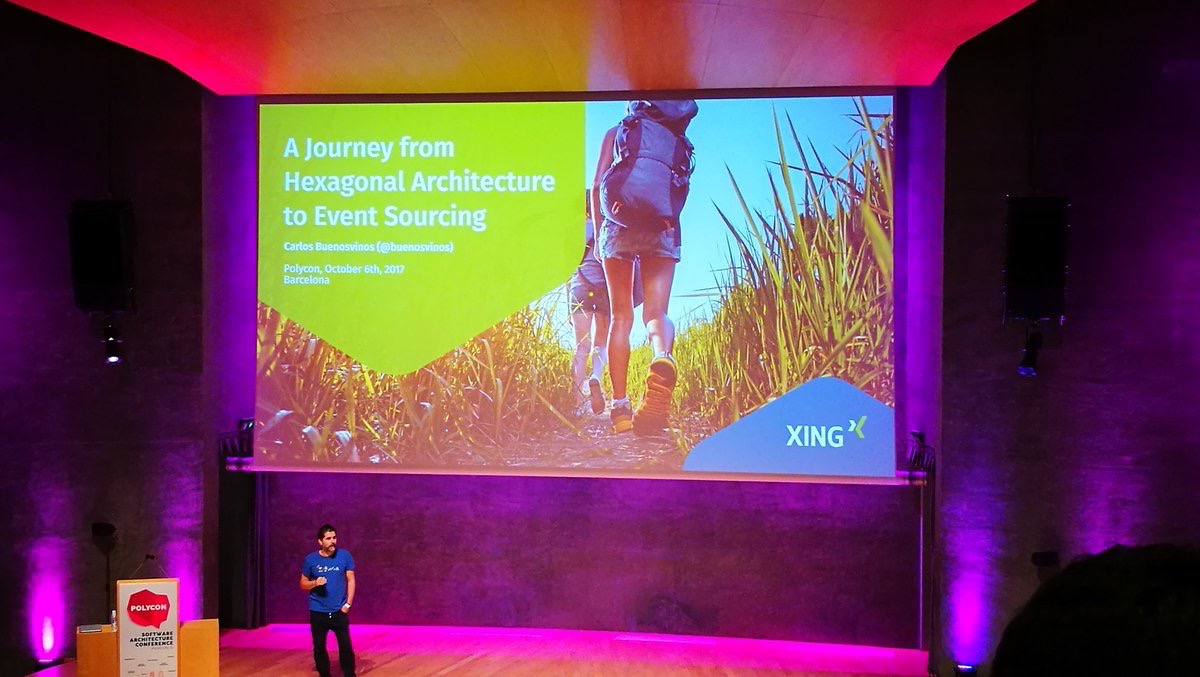 A Journey from
Hexagonal Architecture
to Event Sourcing
Carlos Buenosvinos (@buenosvinos)
Polycon, October 6th, 2017
Barcelona
XING
POLYCON
SOFTWARE
ARCHITECTURE
CONFERENCE